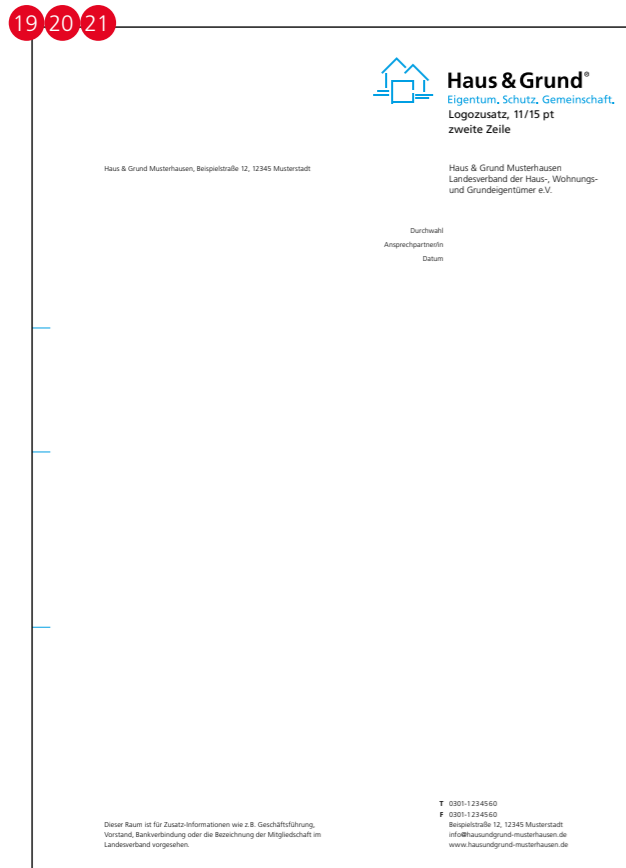 19 20 21
Haus & Grund®
Eigentum. Schutz. Gemeinschaft.
Logozusatz, 11/15 pt
zweite Zeile
Haus & Grund Musterhausen, Beispielstraße 12, 12345 Musterstadt
Haus & Grund Musterhausen
Landesverband der Haus-, Wohnungs-
und Grundeigentümer e.V.
Durchwahl
Ansprechpartner/in
Datum
T 0301-1234560
F 0301-1234560
Beispielstraße 12, 12345 Musterstadt
info@hausundgrund-musterhausen.de
www.hausundgrund-musterhausen.de
Dieser Raum ist für Zusatz-Informationen wie z.B. Geschäftsführung,
Vorstand, Bankverbindung oder die Bezeichnung der Mitgliedschaft im
Landesverband vorgesehen.